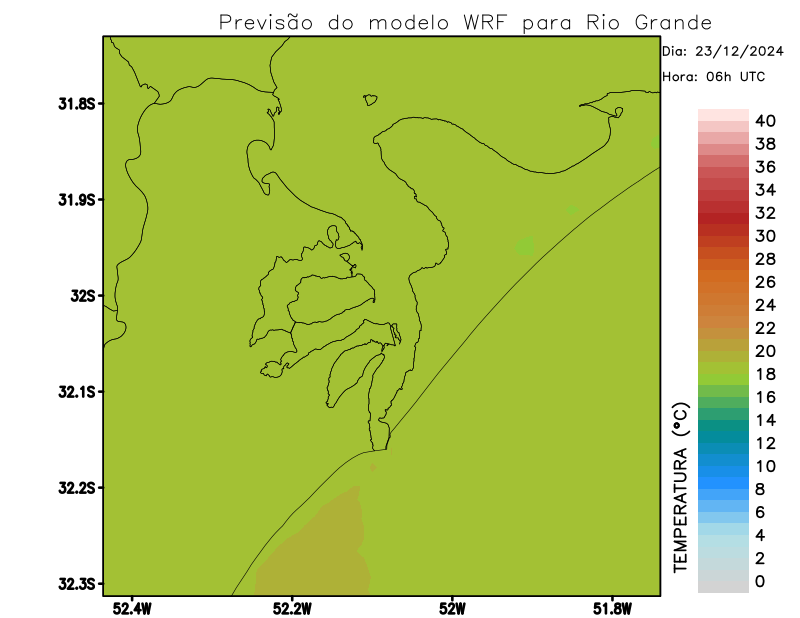 Previsão do modelo WRF para Rio Grande
Dia: 23/12/2024
Hora: 06h UTC
31.8S
31.9S
32S
32.1S
32.2S
32.3S
52.4W
52.2W
52W
51.8W
TEMPERATURA (°C)
40
38
36
34
32
30
28
26
24
22
20
18
16
14
12
10
8
6
4
2
0